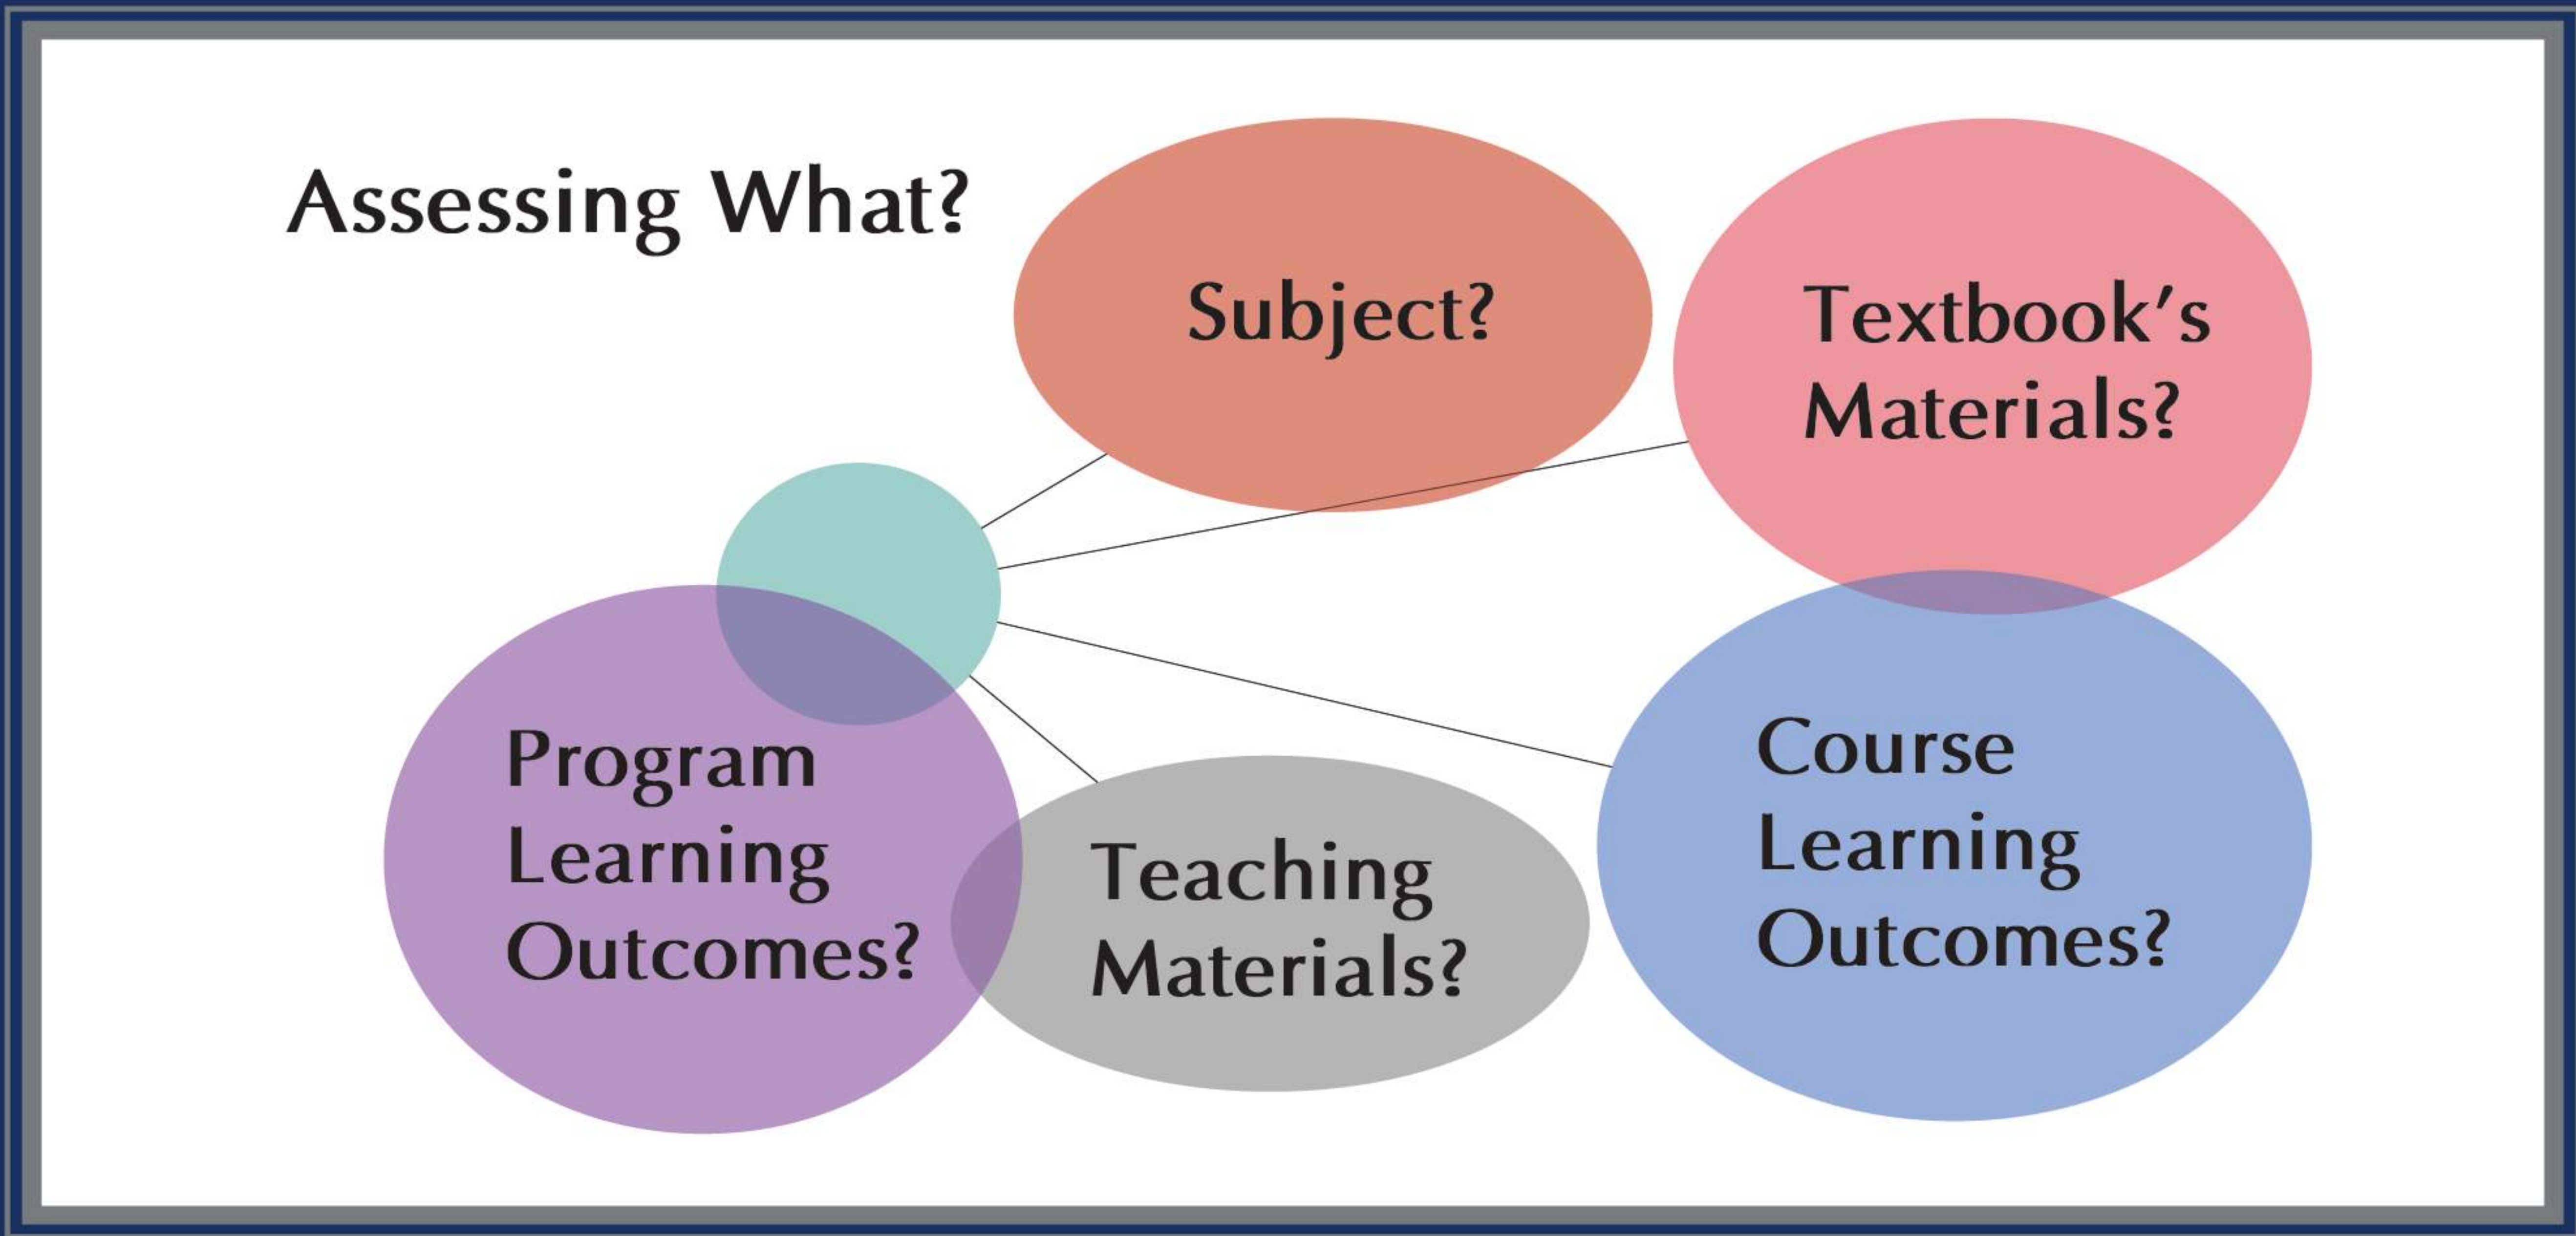 Assessing What?
Subject?
Textbook’s
Materials?
Program
Learning
Outcomes?
Teaching
Materials?
Course
Learning
Outcomes?